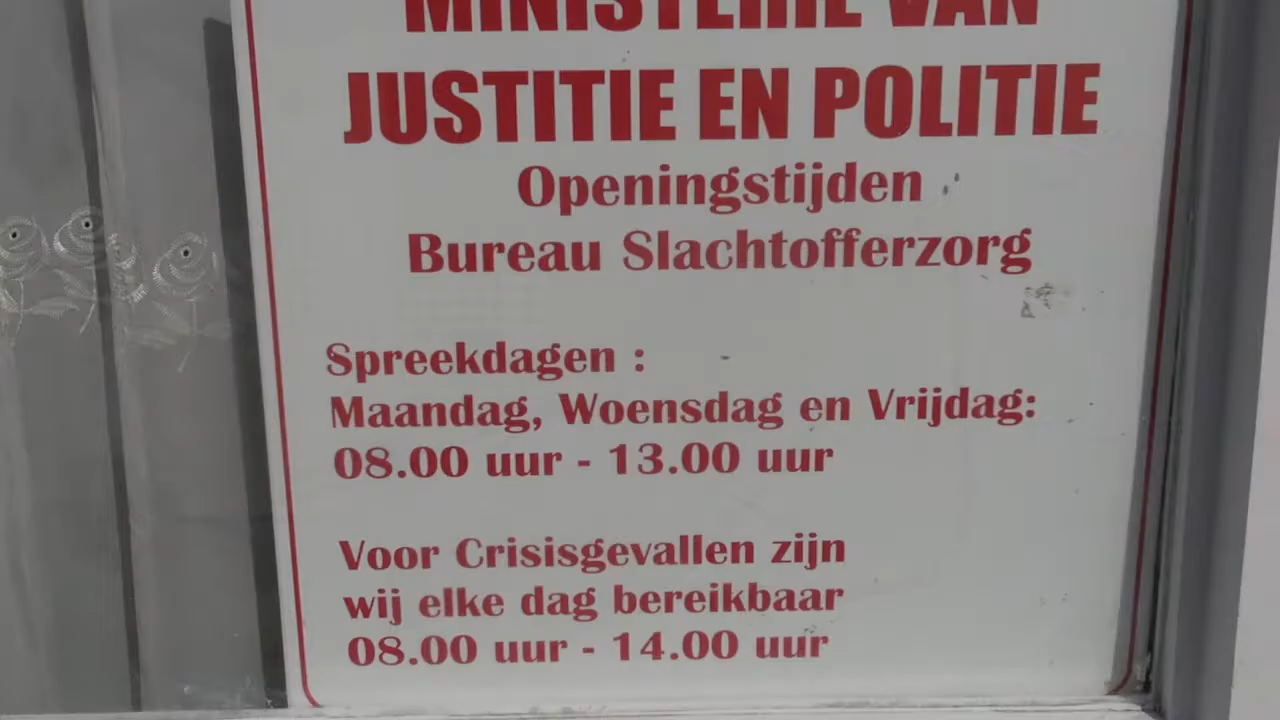 MINISTERIE VAN
JUSTITIE EN POLITIE
Openingstijden
Bureau Slachtofferzorg
Spreekdagen :
Maandag, Woensdag en Vrijdag:
08.00 uur - 13.00 uur
Voor Crisisgevallen zijn
wij elke dag bereikbaar
08.00 uur - 14.00 uur